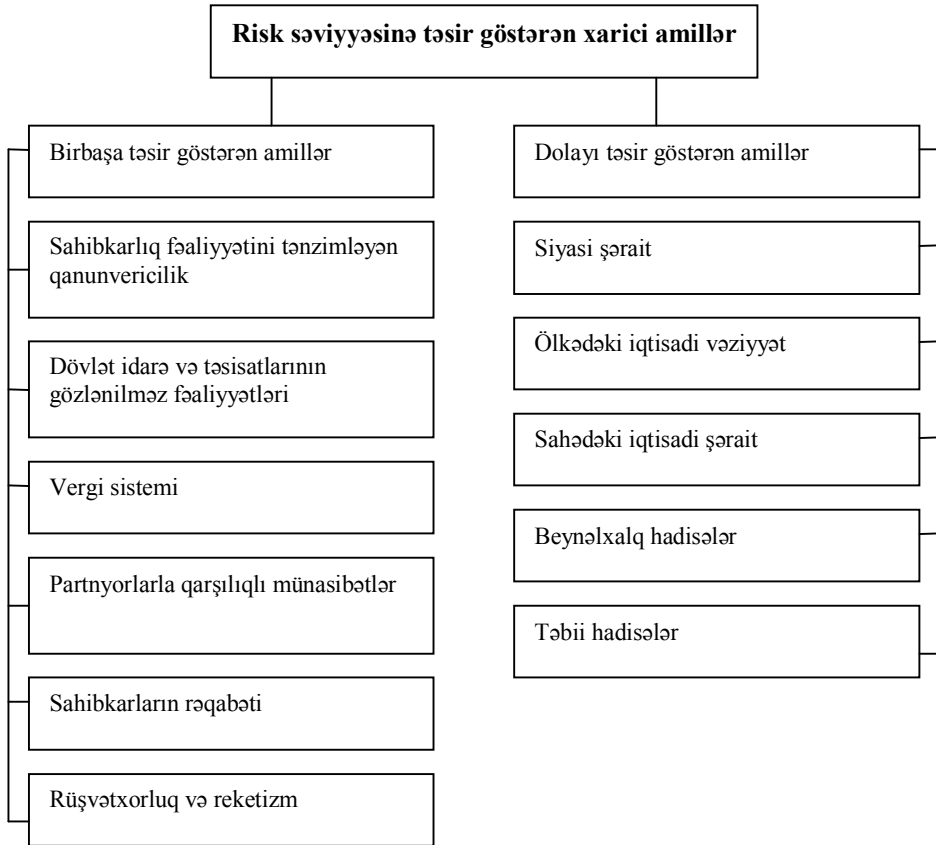 Risk səviyyəsinə təsir göstərən xarici amillər
Birbaşa təsir göstərən amillər
Sahibkarlıq fəaliyyətini tənzimləyən
qanunvericilik
Dövlət idarə və təsisatlarının
gözlənilməz fəaliyyətləri
Vergi sistemi
Partnyorlarla qarşılıqlı münasibətlər
Sahibkarların rəqabəti
Rüşvətxorluq və reketizm
Dolayı təsir göstərən amillər
Siyasi şərait
Ölkədəki iqtisadi vəziyyət
Sahədəki iqtisadi şərait
Beynəlxalq hadisələr
Təbii hadisələr